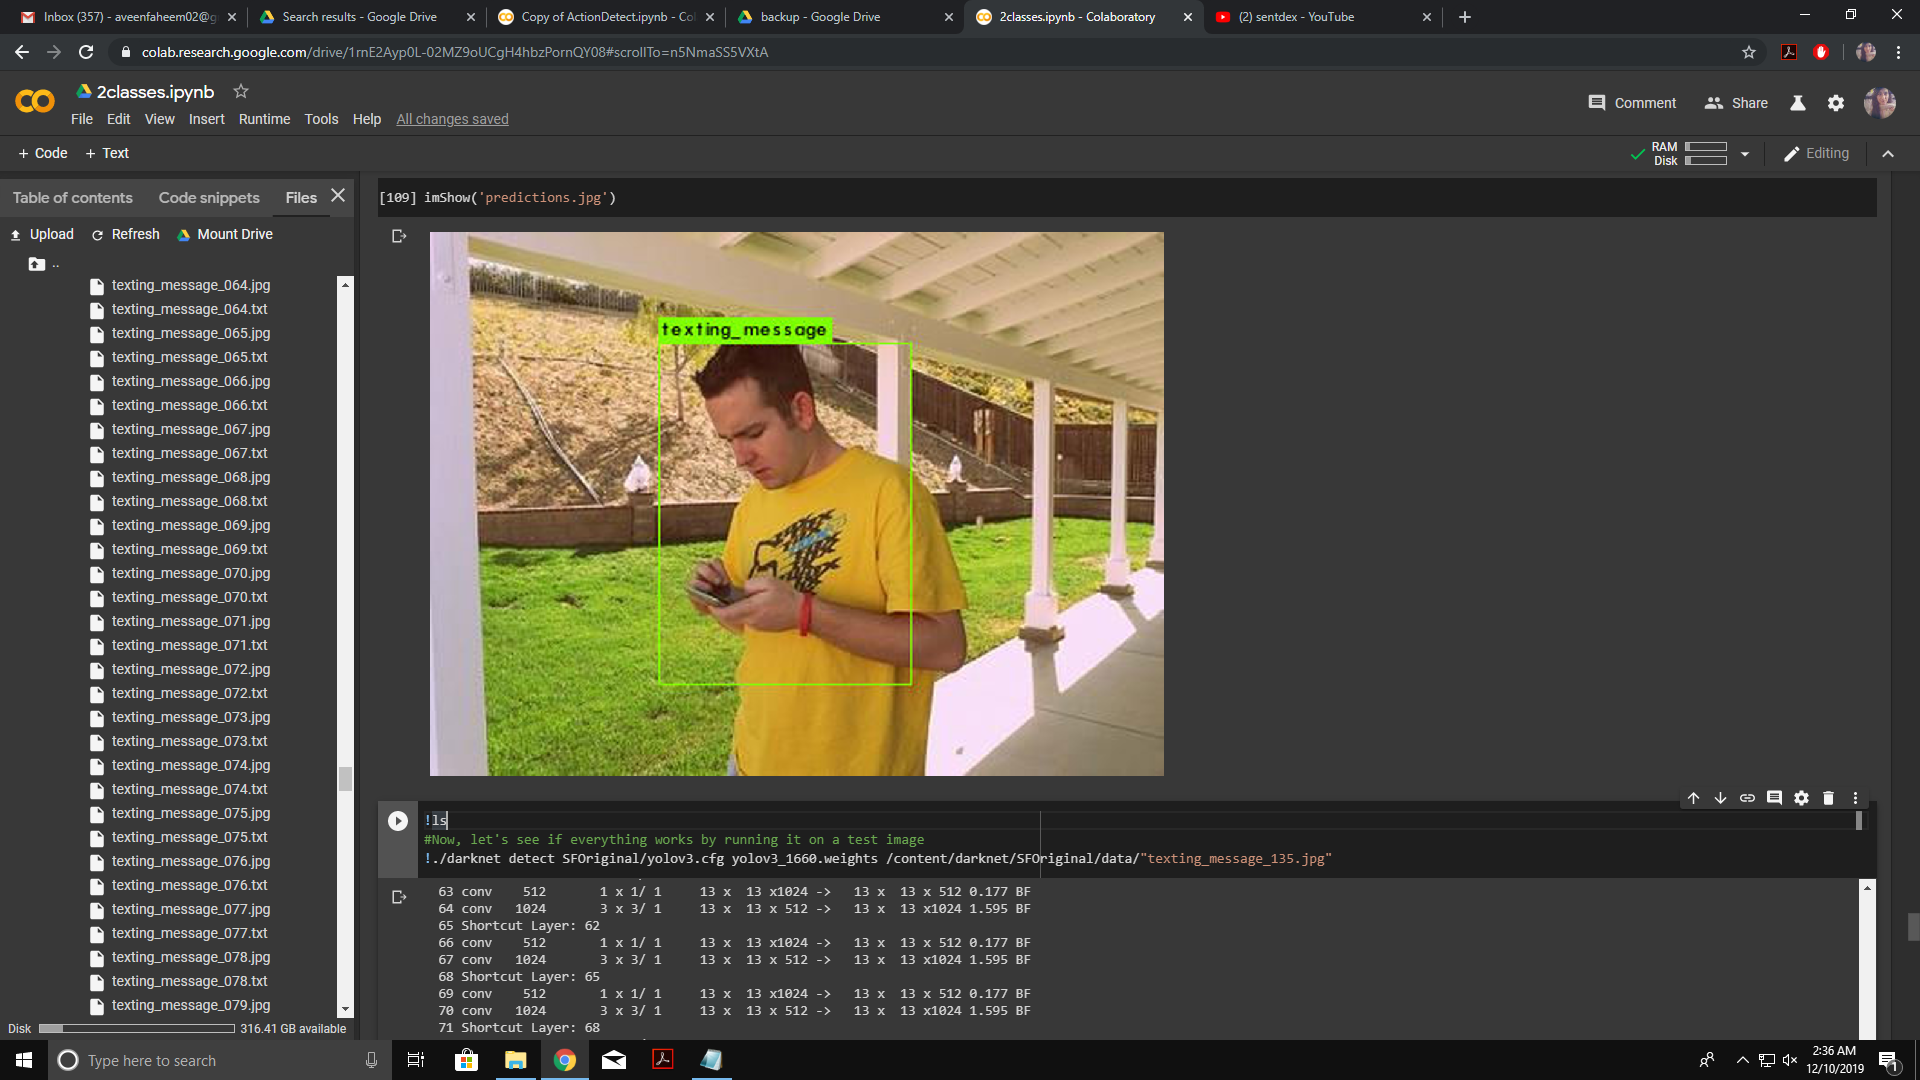 Inbox (357) - aveenfaheem02@g
Search results - Google Drive
Copy of ActionDetect.ipynb - Col
backup - Google Drive
2classes.ipynb - Colaboratory
(2) sentdex - YouTube
colab.research.google.com/drive/1rnE2Ayp0L-02MZ9oUCgH4hbzPornQY08#scrollTo=n5NmaSS5VXtA
2classes.ipynb
File Edit View Insert Runtime Tools Help All changes saved
Comment Share
+ Code + Text
RAM
Disk
Editing
Table of contents Code snippets Files
Upload Refresh Mount Drive
..
texting_message_064.jpg
texting_message_064.txt
texting_message_065.jpg
texting_message_065.txt
texting_message_066.jpg
texting_message_066.txt
texting_message_067.jpg
texting_message_067.txt
texting_message_068.jpg
texting_message_068.txt
texting_message_069.jpg
texting_message_069.txt
texting_message_070.jpg
texting_message_070.txt
texting_message_071.jpg
texting_message_071.txt
texting_message_072.jpg
texting_message_072.txt
texting_message_073.jpg
texting_message_073.txt
texting_message_074.jpg
texting_message_074.txt
texting_message_075.jpg
texting_message_075.txt
texting_message_076.jpg
texting_message_076.txt
texting_message_077.jpg
texting_message_077.txt
texting_message_078.jpg
texting_message_078.txt
texting_message_079.jpg
Disk 316.41 GB available
[109] imShow('predictions.jpg')
texting_message
!ls
#Now, let's see if everything works by running it on a test image
!./darknet detect SFOriginal/yolov3.cfg yolov3_1660.weights /content/darknet/SFOriginal/data/"texting_message_135.jpg"
63 conv 512 1 x 1/ 1 13 x 13 x1024 -> 13 x 13 x 512 0.177 BF
64 conv 1024 3 x 3/ 1 13 x 13 x 512 -> 13 x 13 x1024 1.595 BF
65 Shortcut Layer: 62
66 conv 512 1 x 1/ 1 13 x 13 x1024 -> 13 x 13 x 512 0.177 BF
67 conv 1024 3 x 3/ 1 13 x 13 x 512 -> 13 x 13 x1024 1.595 BF
68 Shortcut Layer: 65
69 conv 512 1 x 1/ 1 13 x 13 x1024 -> 13 x 13 x 512 0.177 BF
70 conv 1024 3 x 3/ 1 13 x 13 x 512 -> 13 x 13 x1024 1.595 BF
71 Shortcut Layer: 68
Type here to search
2:36 AM
12/10/2019
1